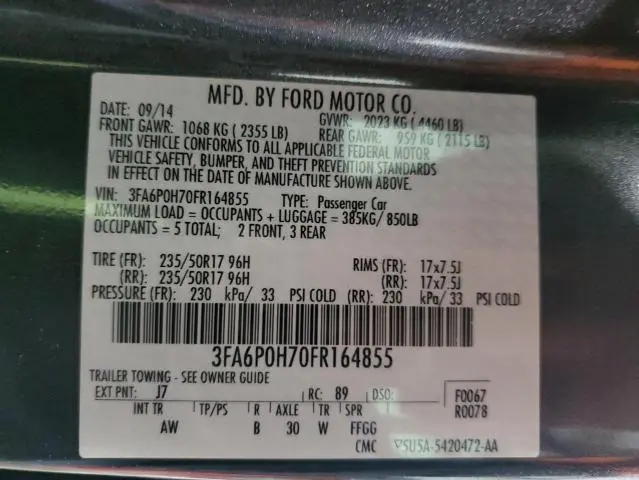 MFD. BY FORD MOTOR CO.
DATE: 09/14 GVWR: 2023 KG ( 4460 LB)
FRONT GAWR: 1068 KG ( 2355 LB) REAR GAWR: 959 KG ( 2115 LB)
THIS VEHICLE CONFORMS TO ALL APPLICABLE FEDERAL MOTOR
VEHICLE SAFETY, BUMPER, AND THEFT PREVENTION STANDARDS
IN EFFECT ON THE DATE OF MANUFACTURE SHOWN ABOVE.
VIN: 3FA6P0H70FR164855 TYPE: Passenger Car
MAXIMUM LOAD = OCCUPANTS + LUGGAGE = 385KG/ 850LB
OCCUPANTS = 5 TOTAL; 2 FRONT, 3 REAR
TIRE (FR): 235/50R17 96H RIMS (FR): 17x7.5J
(RR): 235/50R17 96H (RR): 17x7.5J
PRESSURE (FR): 230 kPa/ 33 PSI COLD (RR): 230 kPa/ 33 PSI COLD
3FA6P0H70FR164855
TRAILER TOWING - SEE OWNER GUIDE
EXT PNT: J7 RC: 89 DSO: F0067
R0078
INT TR TP/PS R AXLE TR SPR
AW B 30 W FFGG
CMC 5U5A-5420472-AA